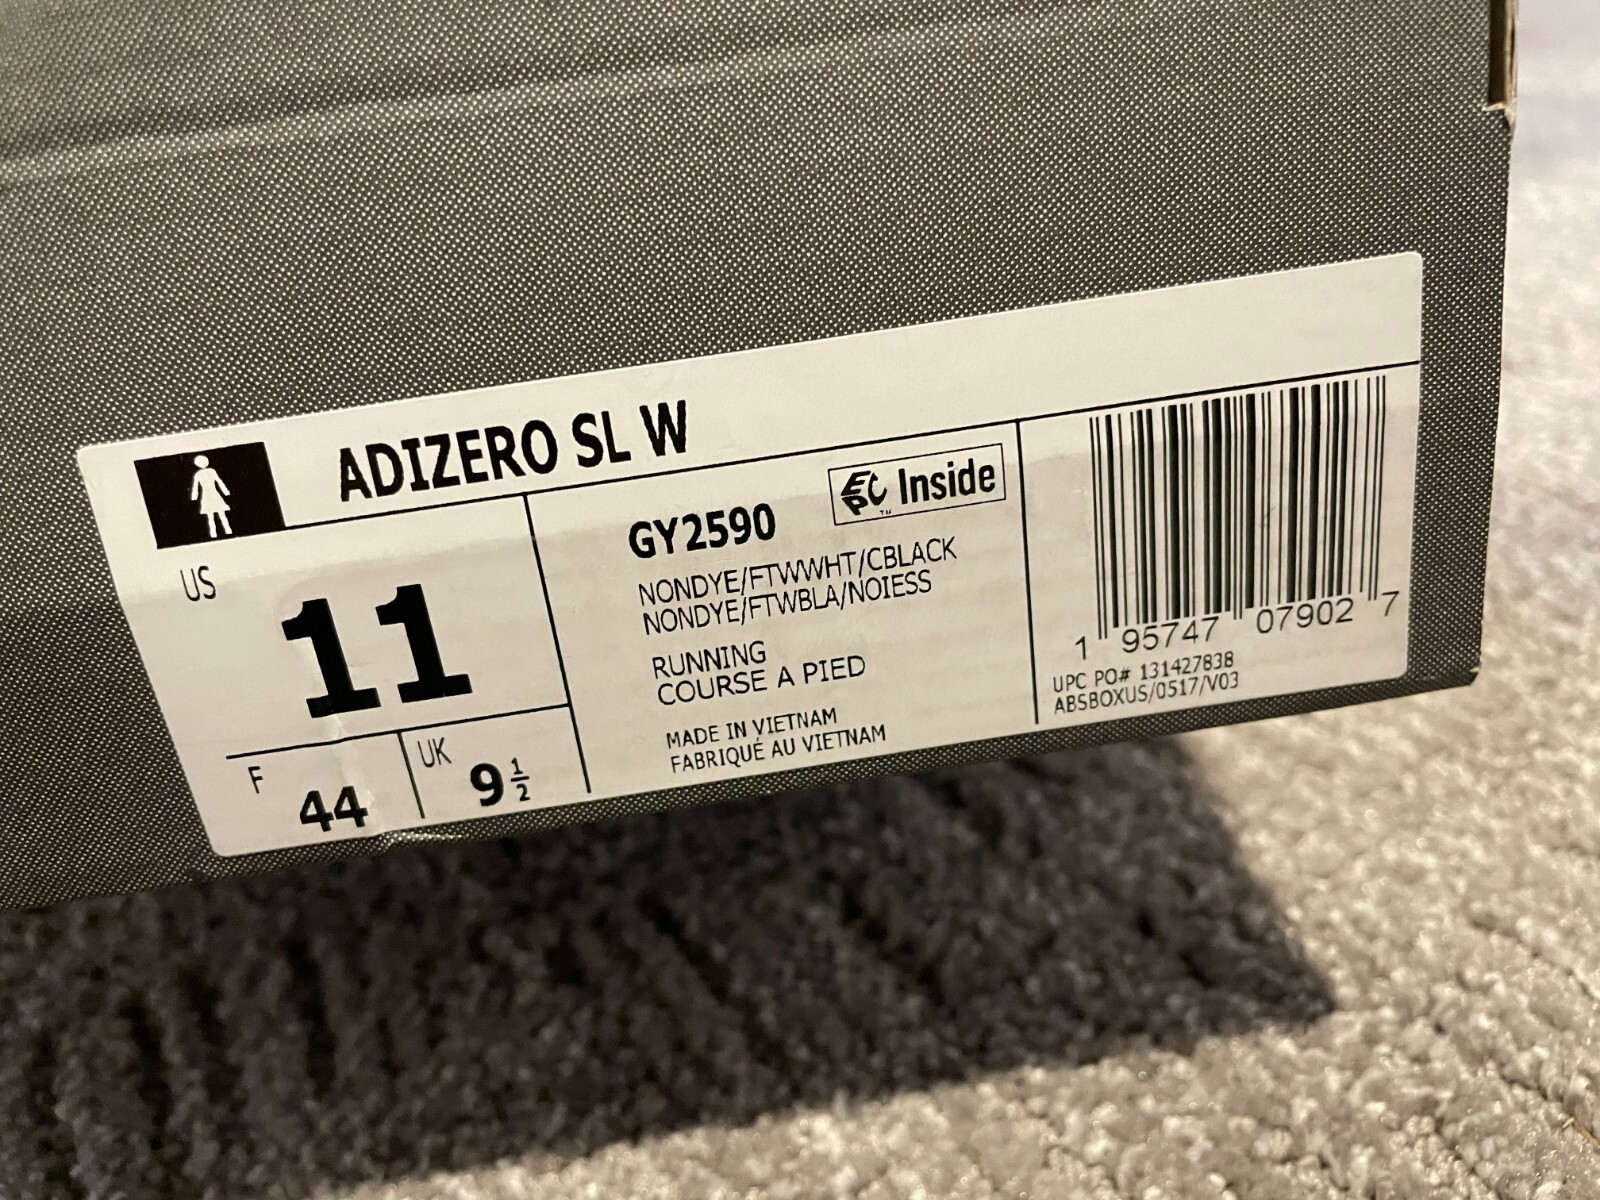 ADIZERO SL W
US
11
F 44
UK 9 1/2
GY2590
EPC™ Inside
NONDYE/FTWWHT/CBLACK
NONDYE/FTWBLA/NOIESS
RUNNING
COURSE A PIED
MADE IN VIETNAM
FABRIQUÉ AU VIETNAM
1 95747 07902 7
UPC PO# 131427838
ABSBOXUS/0517/V03